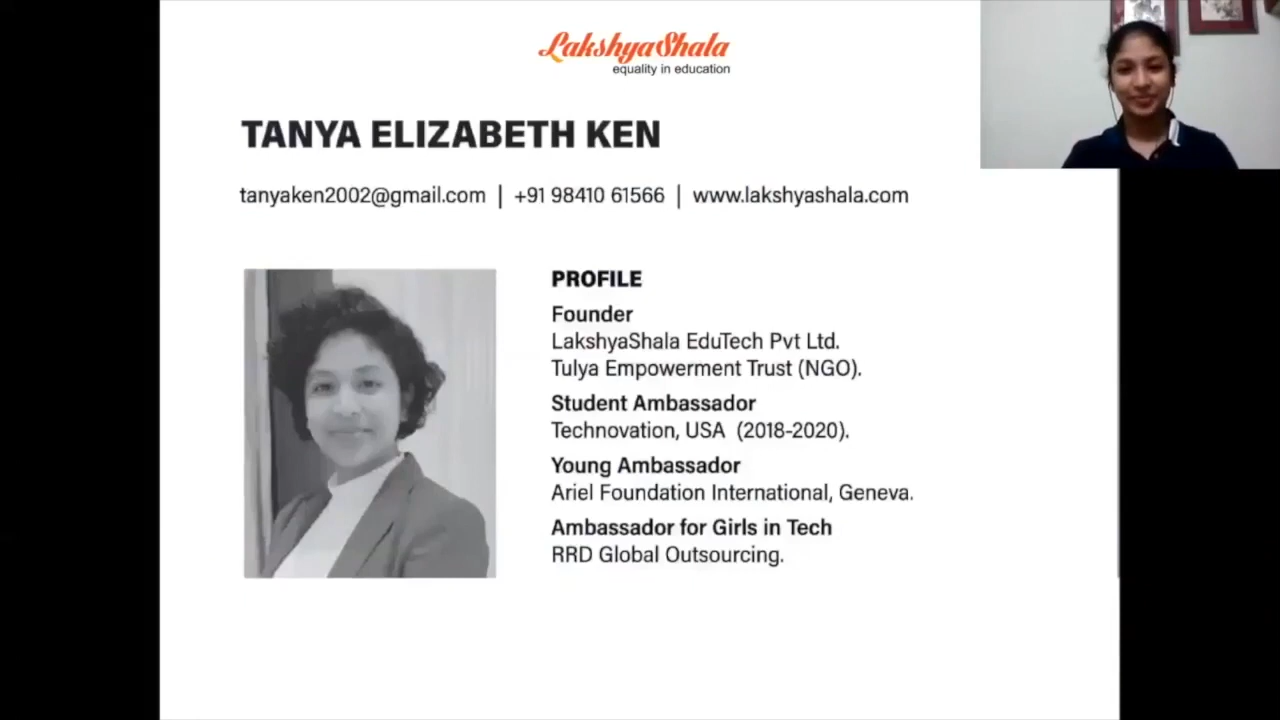 LakshyaShala
equality in education
TANYA ELIZABETH KEN
tanyaken2002@gmail.com | +91 98410 61566 | www.lakshyashala.com
PROFILE
Founder
LakshyaShala EduTech Pvt Ltd.
Tulya Empowerment Trust (NGO).
Student Ambassador
Technovation, USA (2018-2020).
Young Ambassador
Ariel Foundation International, Geneva.
Ambassador for Girls in Tech
RRD Global Outsourcing.